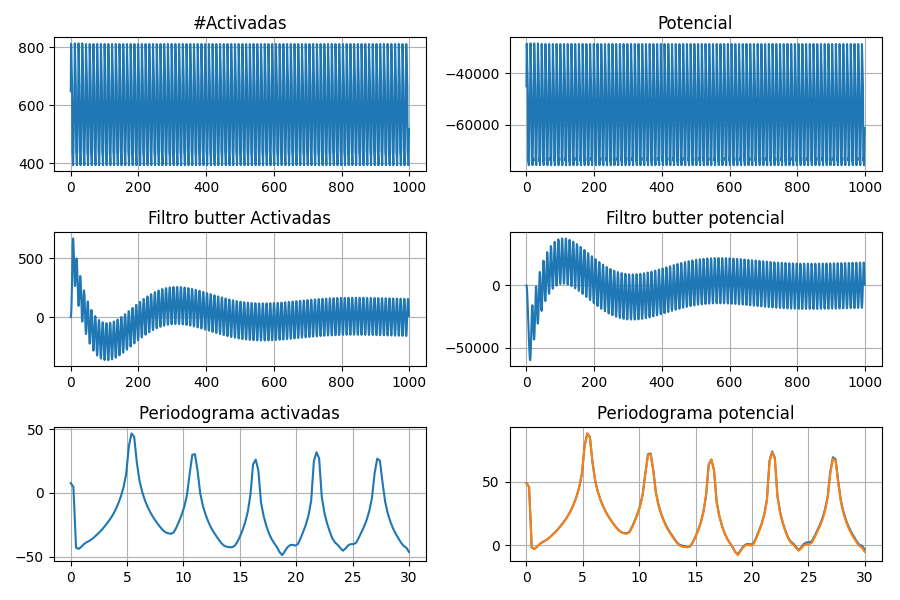 #Activadas
800
600
400
0 200 400 600 800 1000
Potencial
−40000
−60000
0 200 400 600 800 1000
Filtro butter Activadas
500
0
0 200 400 600 800 1000
Filtro butter potencial
0
−50000
0 200 400 600 800 1000
Periodograma activadas
50
0
−50
0 5 10 15 20 25 30
Periodograma potencial
50
0
0 5 10 15 20 25 30